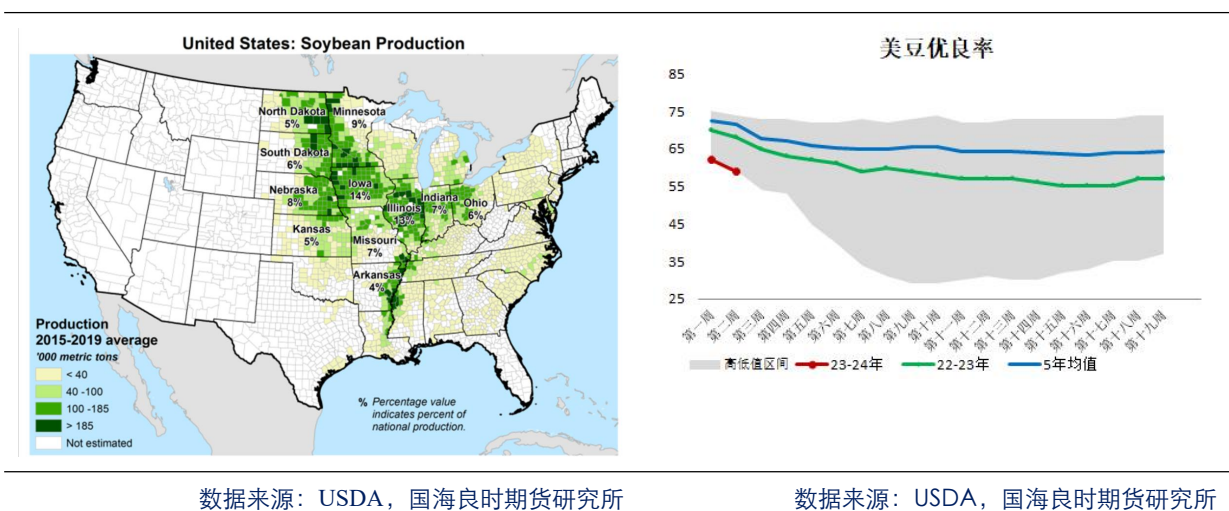 United States: Soybean Production
North Dakota
5%
Minnesota
9%
South Dakota
6%
Iowa
14%
Nebraska
8%
Illinois
13%
Indiana
7%
Ohio
6%
Kansas
5%
Missouri
7%
Arkansas
4%
Production
2015-2019 average
'000 metric tons
< 40
40 -100
100 -185
> 185
Not estimated
% Percentage value
indicates percent of
national production.
美豆优良率
85
75
65
55
45
35
25
第一周
第二周
第三周
第四周
第五周
第六周
第七周
第八周
第九周
第十周
第十一周
第十二周
第十三周
第十四周
第十五周
第十六周
第十七周
第十八周
第十九周
高低值区间
23-24年
22-23年
5年均值
数据来源：USDA，国海良时期货研究所
数据来源：USDA，国海良时期货研究所